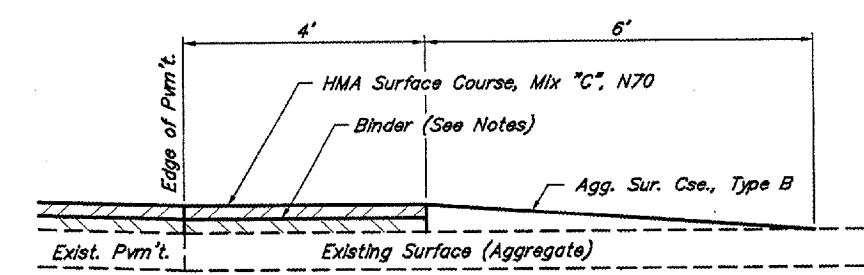 4'
6'
Edge of Pvm't.
HMA Surface Course, Mix "C", N70
Binder (See Notes)
Agg. Sur. Cse., Type B
Exist. Pvm't.
Existing Surface (Aggregate)